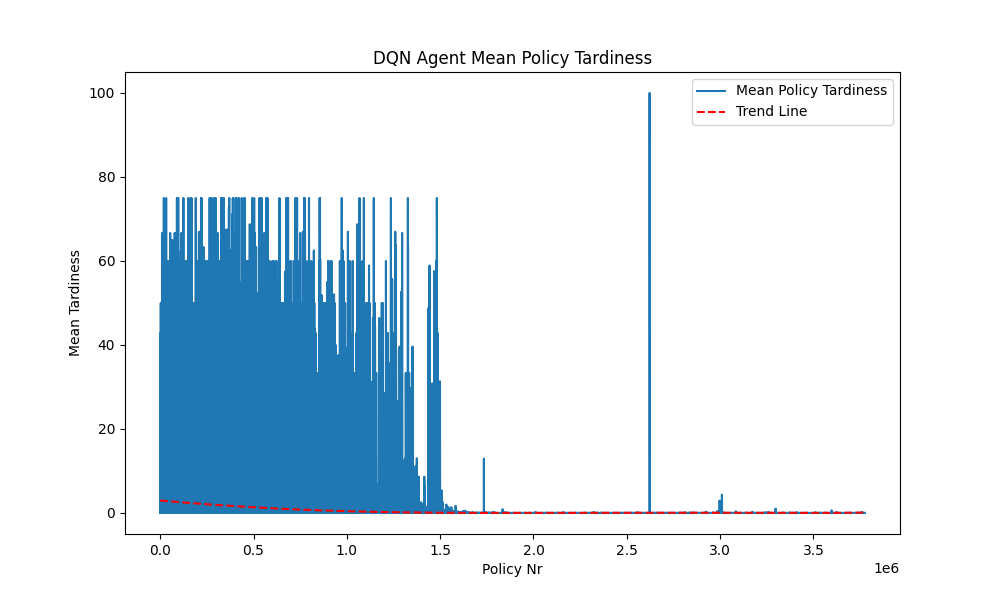 DQN Agent Mean Policy Tardiness
Mean Policy Tardiness
Trend Line
Mean Tardiness
100
80
60
40
20
0
0.0 0.5 1.0 1.5 2.0 2.5 3.0 3.5
1e6
Policy Nr